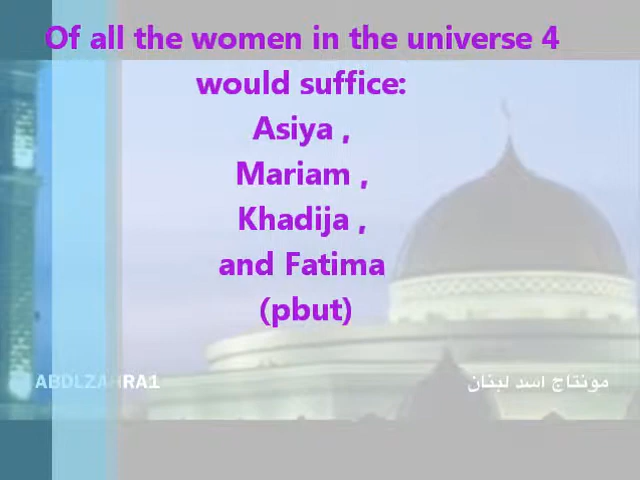 Of all the women in the universe 4
would suffice:
Asiya ,
Mariam ,
Khadija ,
and Fatima
(pbut)
ABDLZAHRA1
مونتاج اسد لبنان